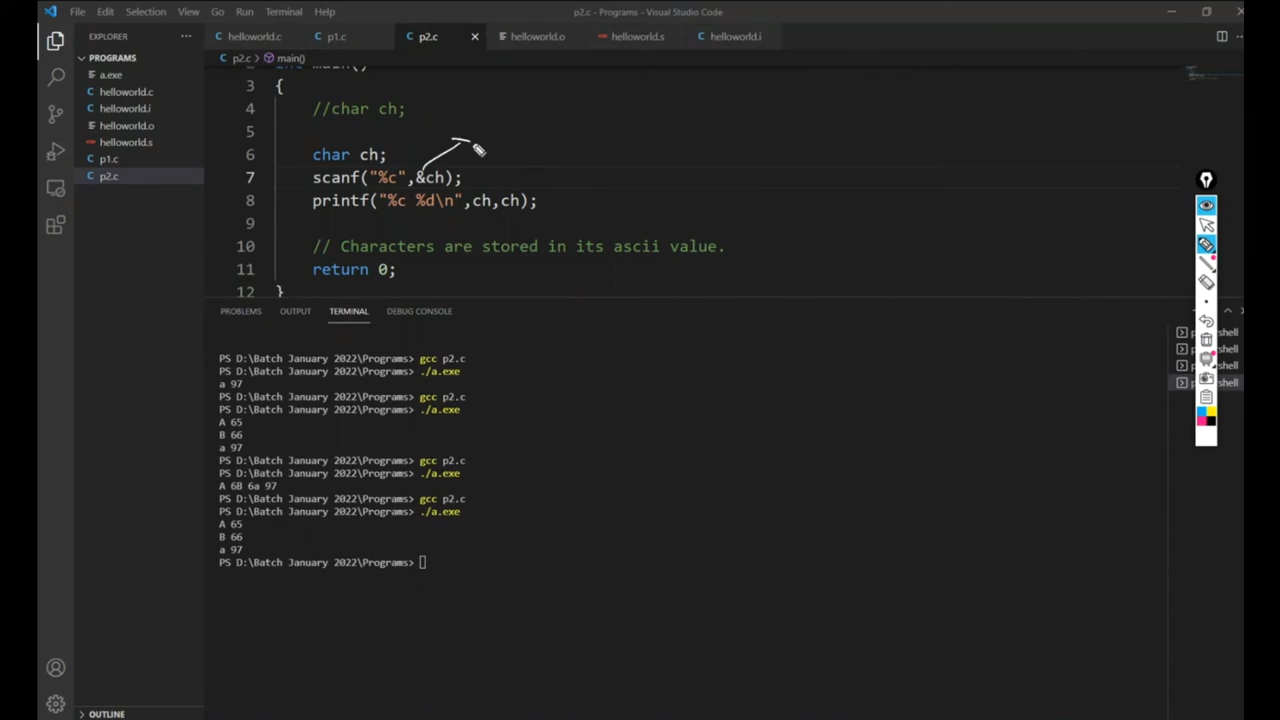 File Edit Selection View Go Run Terminal Help p2.c - Programs - Visual Studio Code
EXPLORER helloworld.c p1.c p2.c helloworld.o helloworld.s helloworld.i
PROGRAMS p2.c > main()
a.exe
helloworld.c
helloworld.i
helloworld.o
helloworld.s
p1.c
p2.c
3 {
4 //char ch;
5
6 char ch;
7 scanf("%c",&ch);
8 printf("%c %d\n",ch,ch);
9
10 // Characters are stored in its ascii value.
11 return 0;
12 }
PROBLEMS OUTPUT TERMINAL DEBUG CONSOLE
PS D:\Batch January 2022\Programs> gcc p2.c
PS D:\Batch January 2022\Programs> ./a.exe
a 97
PS D:\Batch January 2022\Programs> gcc p2.c
PS D:\Batch January 2022\Programs> ./a.exe
A 65
B 66
a 97
PS D:\Batch January 2022\Programs> gcc p2.c
PS D:\Batch January 2022\Programs> ./a.exe
A 6B 6a 97
PS D:\Batch January 2022\Programs> gcc p2.c
PS D:\Batch January 2022\Programs> ./a.exe
A 65
B 66
a 97
PS D:\Batch January 2022\Programs>
OUTLINE